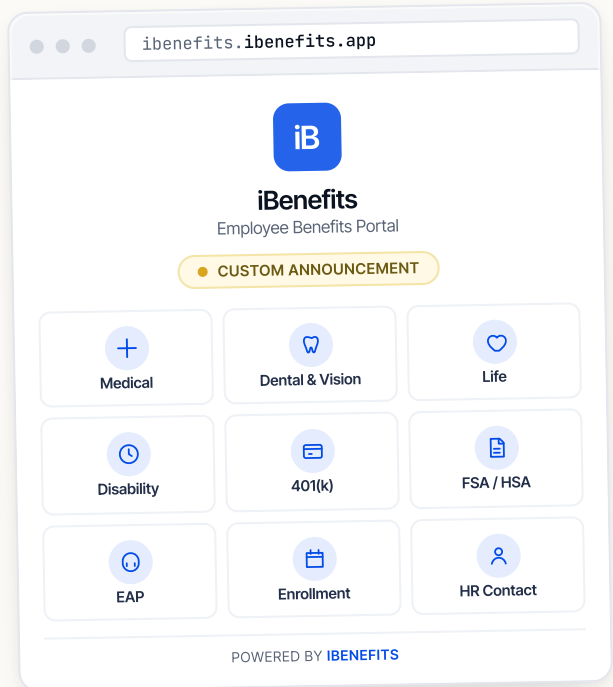 ibenefits.ibenefits.app
iB
iBenefits
Employee Benefits Portal
CUSTOM ANNOUNCEMENT
Medical
Dental & Vision
Life
Disability
401(k)
FSA / HSA
EAP
Enrollment
HR Contact
POWERED BY IBENEFITS